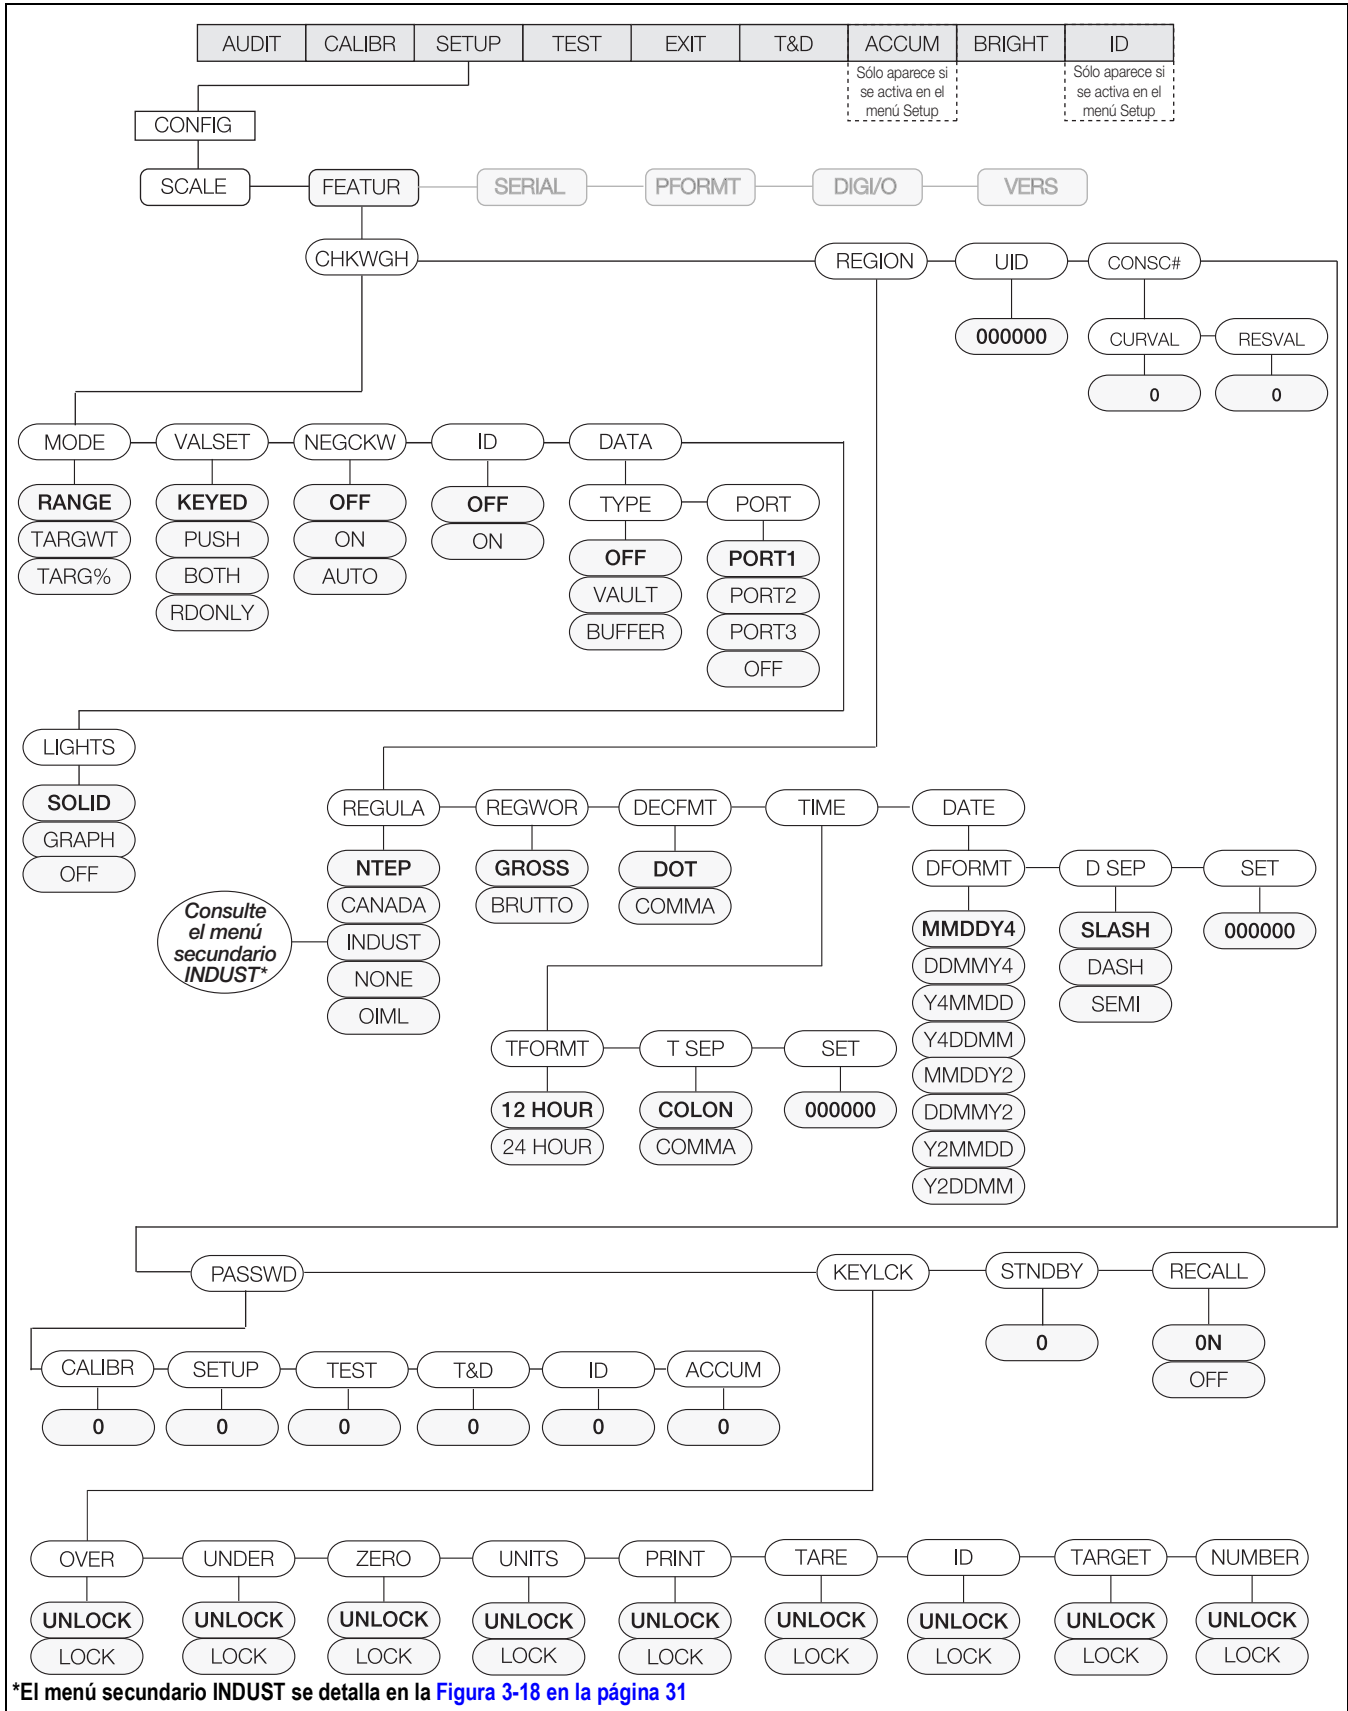 AUDIT CALIBR SETUP TEST EXIT T&D ACCUM BRIGHT ID
Sólo aparece si
se activa en el
menú Setup
Sólo aparece si
se activa en el
menú Setup
CONFIG
SCALE FEATUR SERIAL PFORMT DIGI/O VERS
CHKWGH REGION UID CONSC#
000000 CURVAL RESVAL
0 0
MODE VALSET NEGCKW ID DATA
RANGE KEYED OFF OFF TYPE PORT
TARGWT PUSH ON ON OFF PORT1
TARG% BOTH AUTO VAULT PORT2
RDONLY BUFFER PORT3
OFF
LIGHTS
SOLID
GRAPH
OFF
REGULA REGWOR DECFMT TIME DATE
NTEP GROSS DOT DFORMT D SEP SET
CANADA BRUTTO COMMA MMDDY4 SLASH 000000
INDUST DDMMY4 DASH
NONE Y4MMDD SEMI
OIML Y4DDMM
Consulte
el menú
secundario
INDUST*
TFORMT T SEP SET MMDDY2
12 HOUR COLON 000000 DDMMY2
24 HOUR COMMA Y2MMDD
Y2DDMM
PASSWD KEYLCK STNDBY RECALL
0 0N
OFF
CALIBR SETUP TEST T&D ID ACCUM
0 0 0 0 0 0
OVER UNDER ZERO UNITS PRINT TARE ID TARGET NUMBER
UNLOCK UNLOCK UNLOCK UNLOCK UNLOCK UNLOCK UNLOCK UNLOCK UNLOCK
LOCK LOCK LOCK LOCK LOCK LOCK LOCK LOCK LOCK
*El menú secundario INDUST se detalla en la Figura 3-18 en la página 31